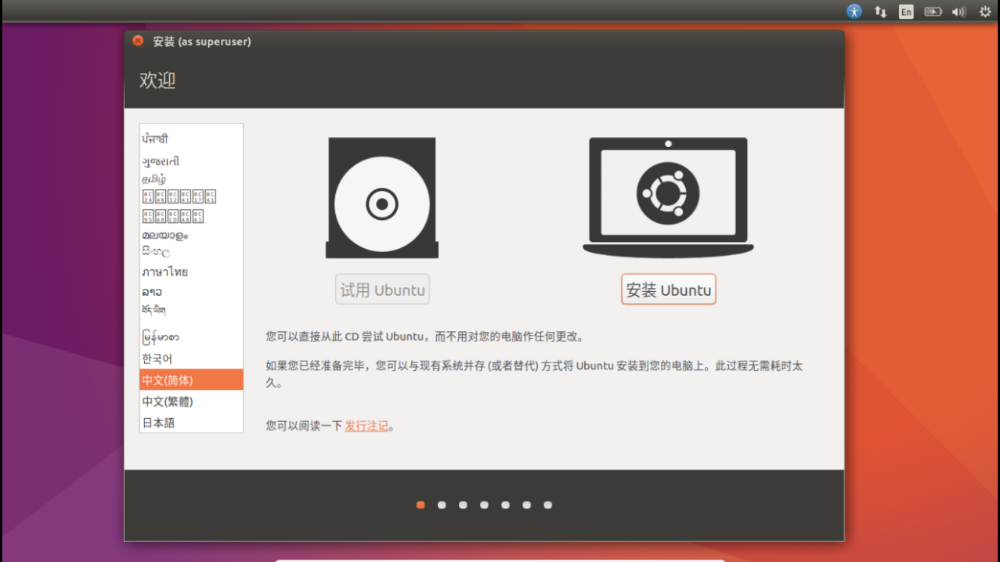 En
安装 (as superuser)
欢迎
ਪੰਜਾਬੀ
ગુજરાતી
தமிழ்
മലയാളം
සිංහල
ภาษาไทย
ລາວ
བོད་ཡིག
မြန်မာစာ
한국어
中文(简体)
中文(繁體)
日本語
试用 Ubuntu
安装 Ubuntu
您可以直接从此 CD 尝试 Ubuntu，而不用对您的电脑作任何更改。
如果您已经准备完毕，您可以与现有系统并存 (或者替代) 方式将 Ubuntu 安装到您的电脑上。此过程无需耗时太
久。
您可以阅读一下 发行注记。